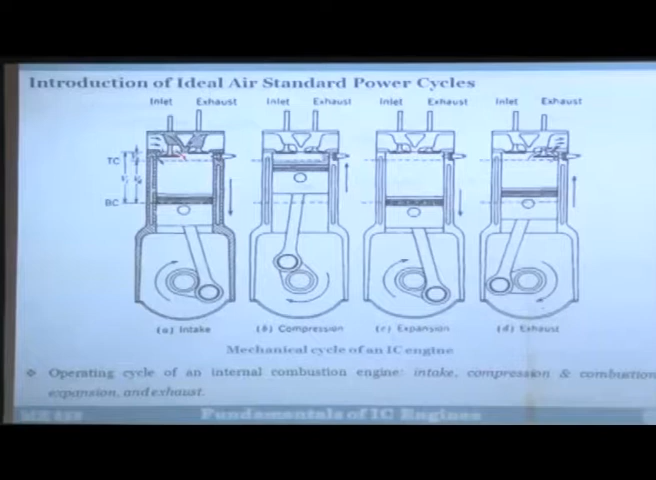 Introduction of Ideal Air Standard Power Cycles
Inlet Exhaust Inlet Exhaust Inlet Exhaust Inlet Exhaust
TC
BC
(a) Intake (b) Compression (c) Expansion (d) Exhaust
Mechanical cycle of an IC engine
❖ Operating cycle of an internal combustion engine: intake, compression & combustion
expansion, and exhaust.
Fundamentals of IC Engines